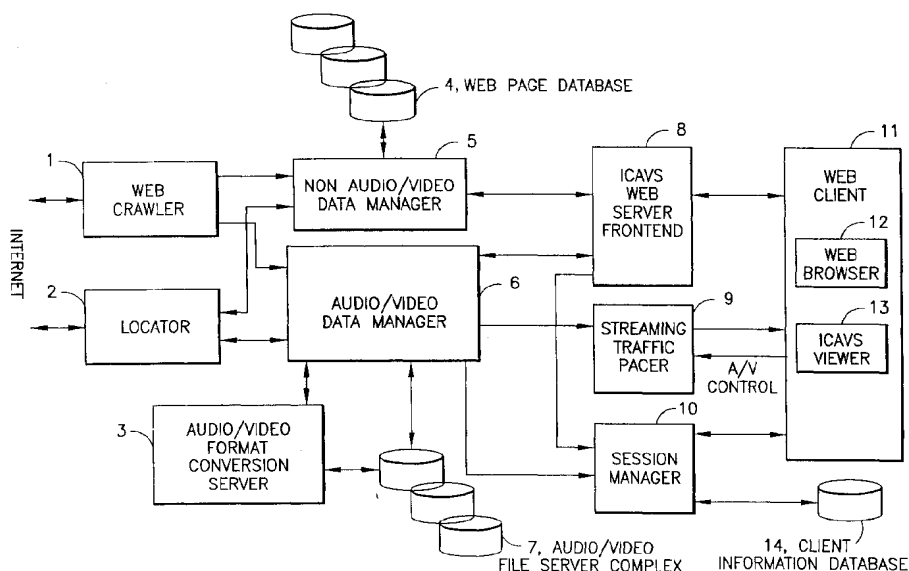 4, WEB PAGE DATABASE
1
WEB
CRAWLER
5
NON AUDIO/VIDEO
DATA MANAGER
8
ICAVS
WEB
SERVER
FRONTEND
11
WEB
CLIENT
12
WEB
BROWSER
INTERNET
2
LOCATOR
6
AUDIO/VIDEO
DATA MANAGER
9
STREAMING
TRAFFIC
PACER
13
ICAVS
VIEWER
A/V
CONTROL
3
AUDIO/VIDEO
FORMAT
CONVERSION
SERVER
10
SESSION
MANAGER
7, AUDIO/VIDEO
FILE SERVER COMPLEX
14, CLIENT
INFORMATION DATABASE